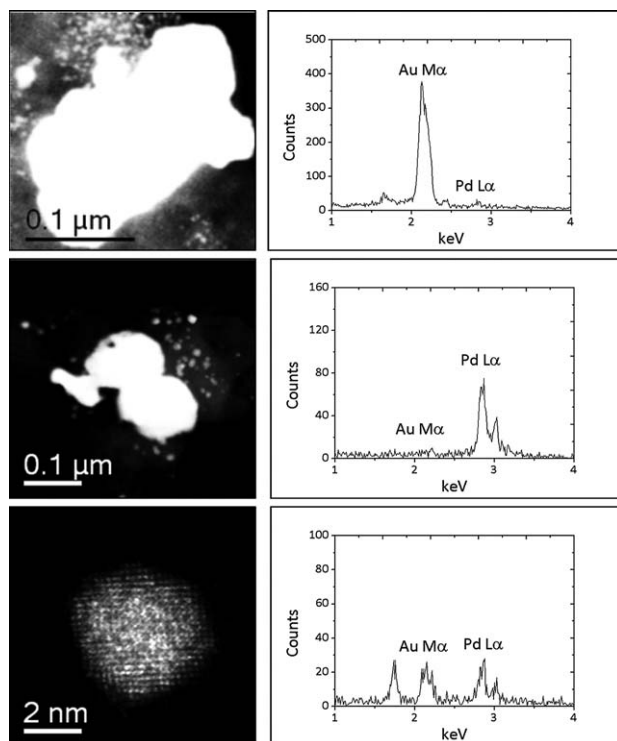 0.1 μm
500
400
300
200
100
0
Counts
Au Mα
Pd Lα
1
2
3
4
keV
0.1 μm
160
120
80
40
0
Counts
Au Mα
Pd Lα
1
2
3
4
keV
2 nm
100
80
60
40
20
0
Counts
Au Mα
Pd Lα
1
2
3
4
keV